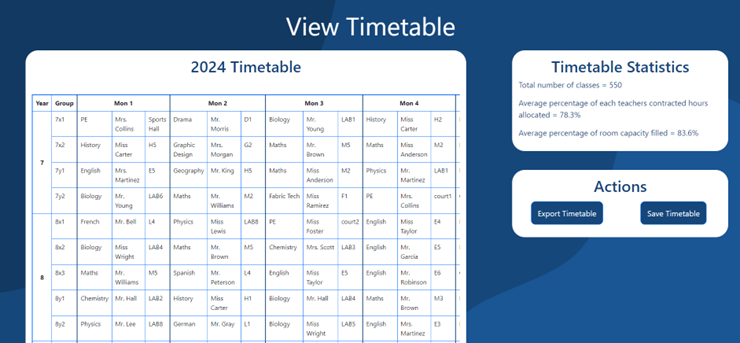 View Timetable
2024 Timetable
Year Group Mon 1 Mon 2 Mon 3 Mon 4
7
7x1 PE Mrs. Collins Sports Hall Drama Mr. Morris D1 Biology Mr. Young LAB1 History Miss Carter H2
7x2 History Miss Carter H5 Graphic Design Mrs. Morgan G2 Maths Mr. Brown M5 Maths Miss Anderson M2
7y1 English Mrs. Martinez E5 Geography Mr. King H5 Maths Miss Anderson M2 Physics Mr. Martinez LAB1
7y2 Biology Mr. Young LAB6 Maths Mr. Williams M2 Fabric Tech Miss Ramirez F1 PE Mrs. Collins court1
8
8x1 French Mr. Bell L4 Physics Miss Lewis LAB8 PE Miss Foster court2 English Miss Taylor E4
8x2 Biology Miss Wright LAB4 Maths Mr. Brown M5 Chemistry Mrs. Scott LAB3 English Mr. Garcia E5
8x3 Maths Mr. Williams M5 Spanish Mr. Peterson L4 English Miss Taylor E5 English Mr. Robinson E6
8y1 Chemistry Mr. Hall LAB2 History Miss Carter H1 Biology Mr. Hall LAB4 Maths Mr. Brown M3
8y2 Physics Mr. Lee LAB8 German Mr. Gray L1 Biology Miss Wright LAB5 English Mrs. Martinez E3
Timetable Statistics
Total number of classes = 550
Average percentage of each teachers contracted hours
allocated = 78.3%
Average percentage of room capacity filled = 83.6%
Actions
Export Timetable
Save Timetable